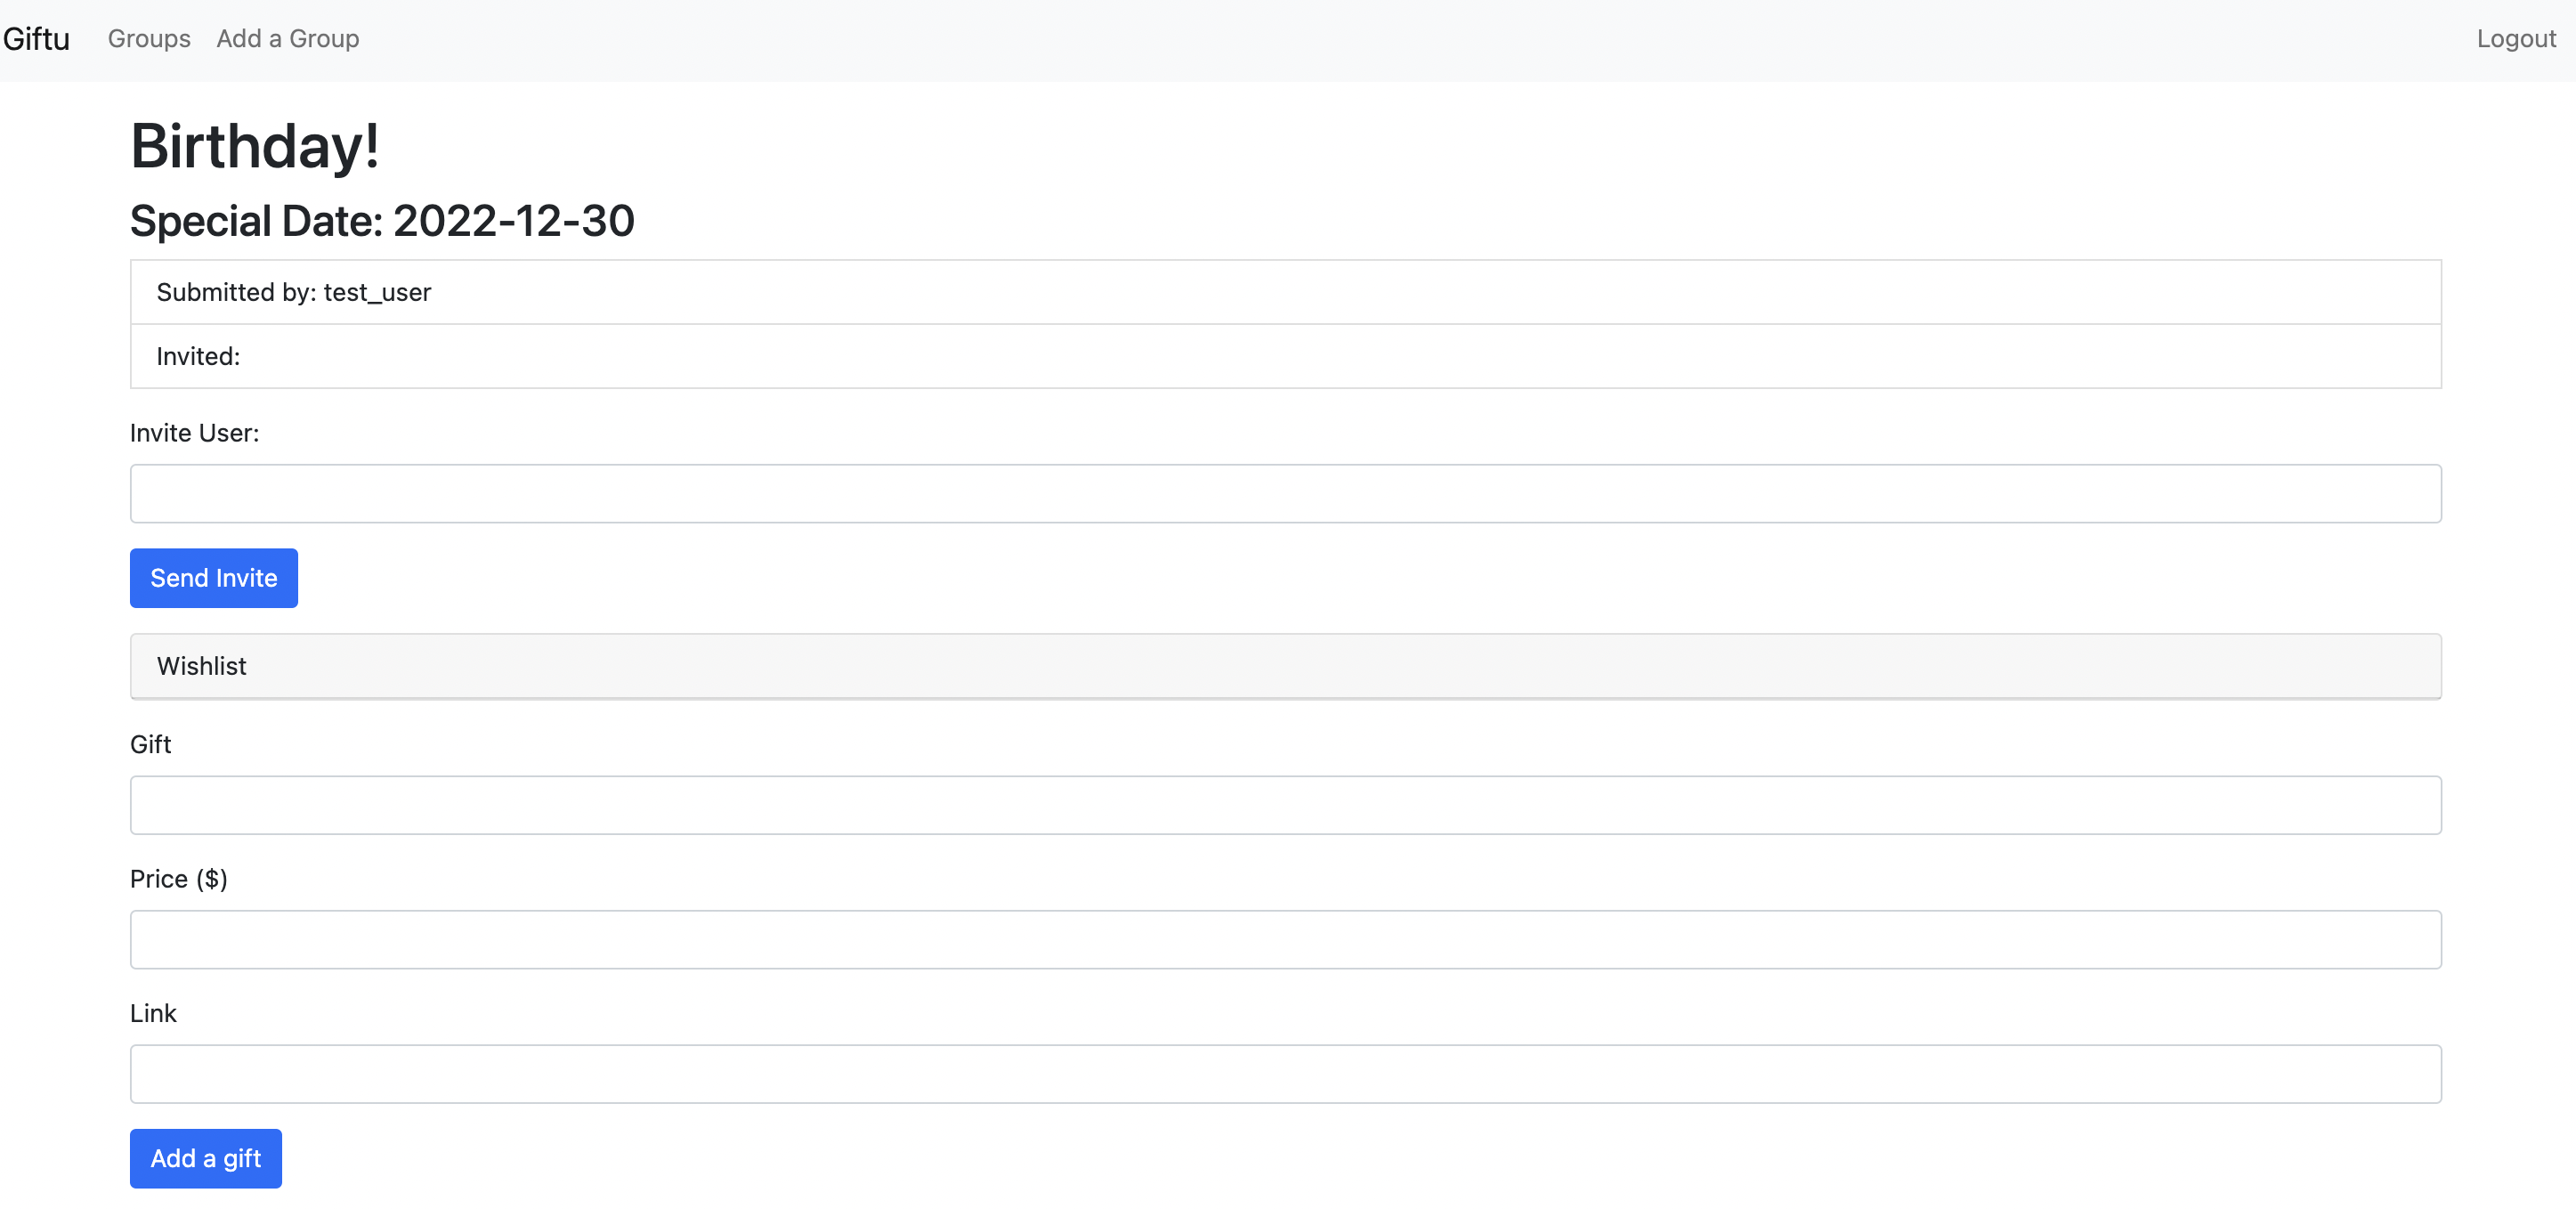 Giftu Groups Add a Group Logout
Birthday!
Special Date: 2022-12-30
Submitted by: test_user
Invited:
Invite User:
Send Invite
Wishlist
Gift
Price ($)
Link
Add a gift